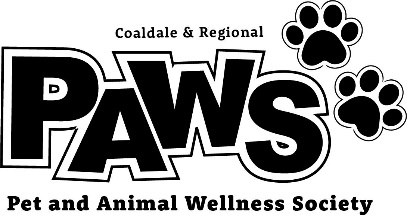 Coaldale & Regional
PAWS
Pet and Animal Wellness Society